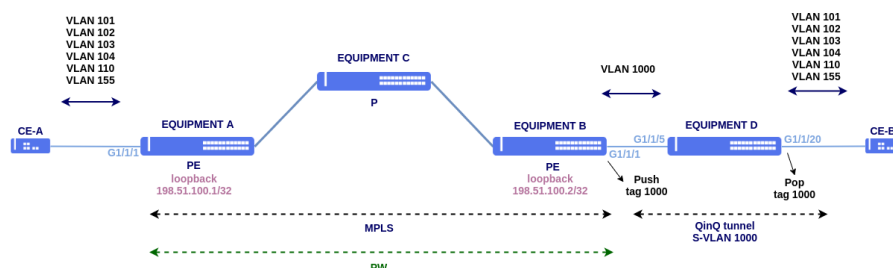 VLAN 101
VLAN 102
VLAN 103
VLAN 104
VLAN 110
VLAN 155
EQUIPMENT C
P
VLAN 1000
VLAN 101
VLAN 102
VLAN 103
VLAN 104
VLAN 110
VLAN 155
CE-A
G1/1/1
EQUIPMENT A
PE
loopback
198.51.100.1/32
EQUIPMENT B
PE
loopback
198.51.100.2/32
G1/1/5
G1/1/1
EQUIPMENT D
G1/1/20
CE-B
Push
tag 1000
Pop
tag 1000
MPLS
QinQ tunnel
S-VLAN 1000
PW